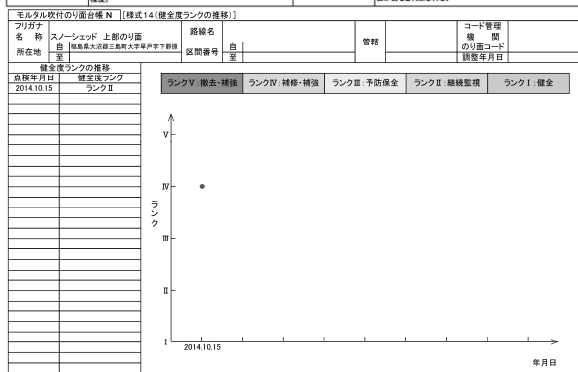 モルタル吹付のり面台帳 N [様式14(健全度ランクの推移)]
フリガナ
名 称 スノーシェッド 上部のり面
所在地 自 福島県大沼郡三島町大字早戸字下野原
至
路線名
区間番号 自
至
管轄
コード管理
機 関
のり面コード
調整年月日
健全度ランクの推移
点検年月日 健全度ランク
2014.10.15 ランクⅡ
ランクⅤ:撤去・補強 ランクⅣ:補修・補強 ランクⅢ:予防保全 ランクⅡ:継続監視 ランクⅠ:健全
Ⅴ
Ⅳ
ランク
Ⅲ
Ⅱ
Ⅰ
2014.10.15
年月日